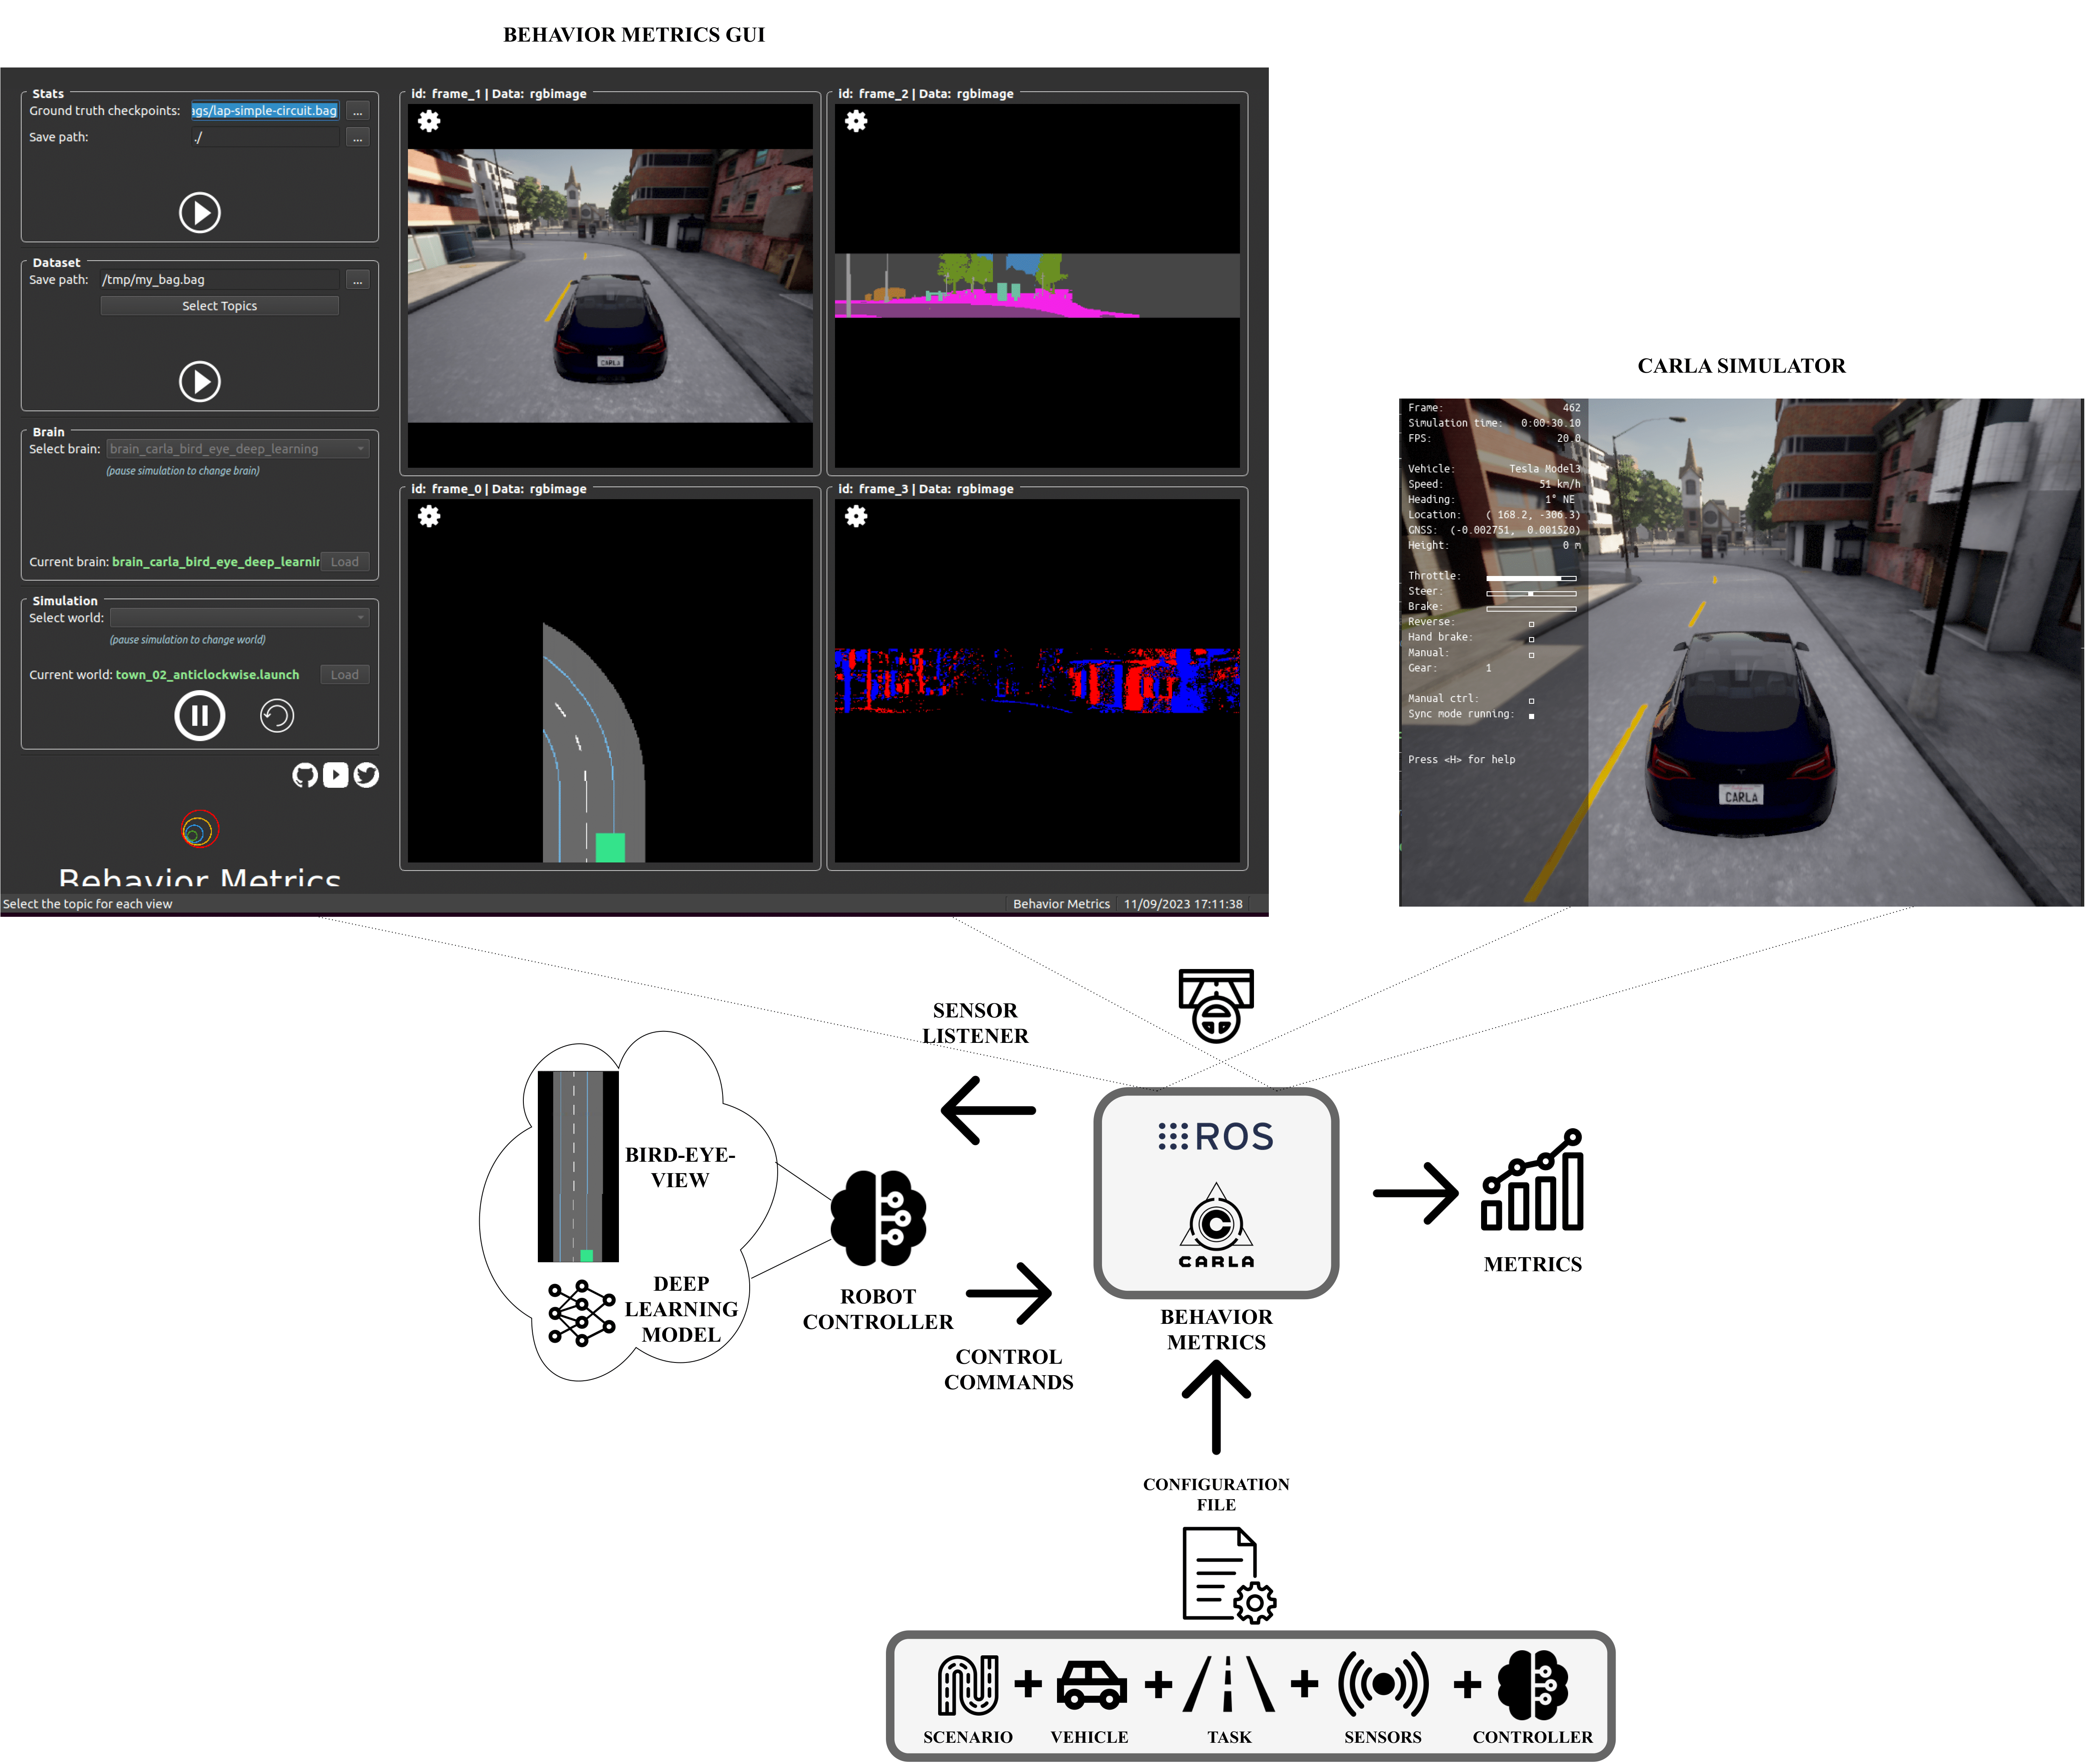 BEHAVIOR METRICS GUI
Stats
Ground truth checkpoints: ags/lap-simple-circuit.bag ...
Save path: ./ ...
Dataset
Save path: /tmp/my_bag.bag ...
Select Topics
Brain
Select brain: brain_carla_bird_eye_deep_learning
(pause simulation to change brain)
Current brain: brain_carla_bird_eye_deep_learnin Load
Simulation
Select world:
(pause simulation to change world)
Current world: town_02_anticlockwise.launch Load
Behavior Metrics
Select the topic for each view
id: frame_1 | Data: rgbimage
CARLA
id: frame_2 | Data: rgbimage
id: frame_0 | Data: rgbimage
id: frame_3 | Data: rgbimage
Behavior Metrics 11/09/2023 17:11:38
CARLA SIMULATOR
Frame: 462
Simulation time: 0:00:30.10
FPS: 20.0
Vehicle: Tesla Model3
Speed: 51 km/h
Heading: 1° NE
Location: ( 168.2, -306.3)
GNSS: (-0.002751, 0.001520)
Height: 0 m
Throttle:
Steer:
Brake:
Reverse:
Hand brake:
Manual:
Gear: 1
Manual ctrl:
Sync mode running:
Press <H> for help
CARLA
SENSOR
LISTENER
BIRD-EYE-
VIEW
DEEP
LEARNING
MODEL
ROBOT
CONTROLLER
CONTROL
COMMANDS
ROS
CARLA
BEHAVIOR
METRICS
METRICS
CONFIGURATION
FILE
SCENARIO + VEHICLE + TASK + SENSORS + CONTROLLER